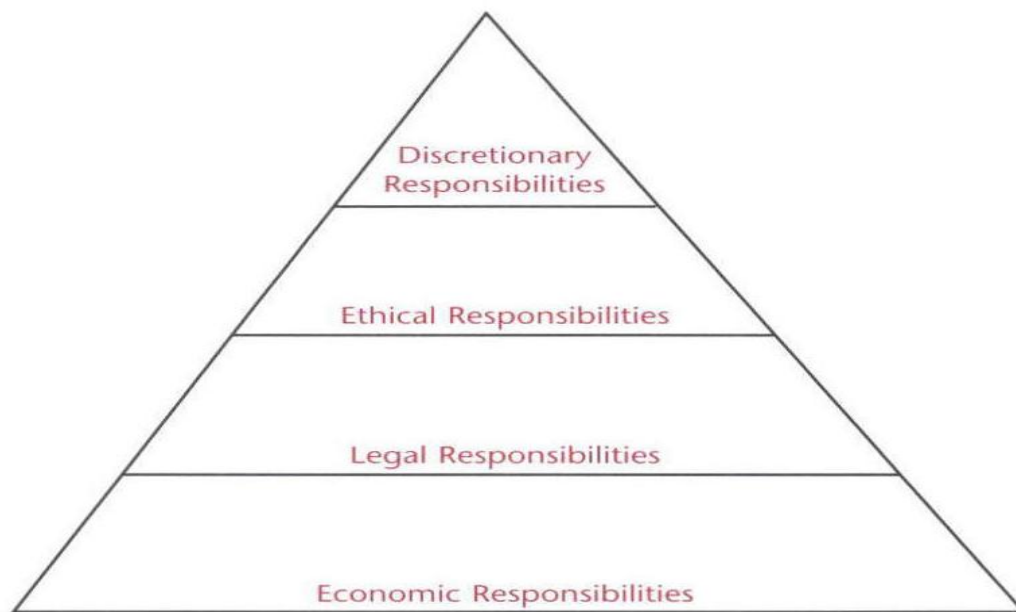 Discretionary
Responsibilities
Ethical Responsibilities
Legal Responsibilities
Economic Responsibilities